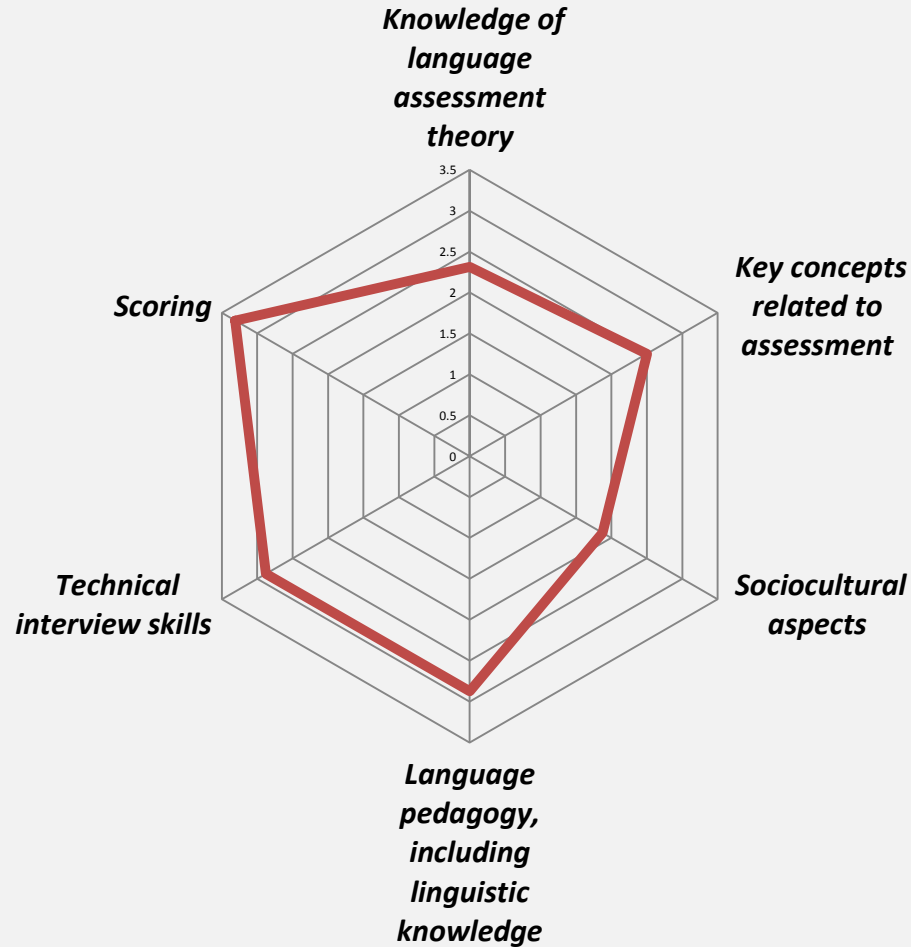 Knowledge of
language
assessment
theory
3.5
3
2.5
2
1.5
1
0.5
0
Key concepts
related to
assessment
Scoring
Sociocultural
aspects
Technical
interview skills
Language
pedagogy,
including
linguistic
knowledge